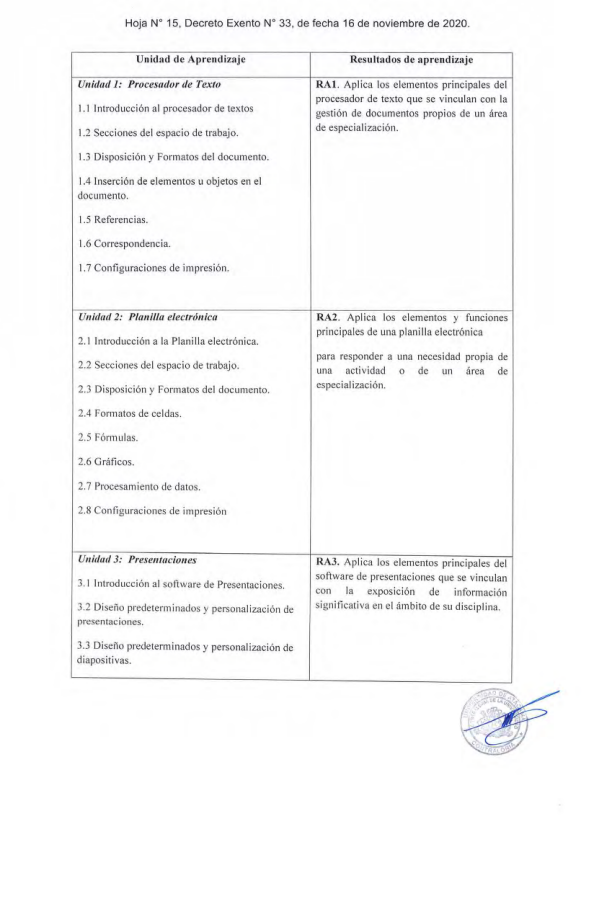 Hoja N° 15, Decreto Exento N° 33, de fecha 16 de noviembre de 2020.
Unidad de Aprendizaje
Resultados de aprendizaje
Unidad 1: Procesador de Texto
1.1 Introducción al procesador de textos
1.2 Secciones del espacio de trabajo.
1.3 Disposición y Formatos del documento.
1.4 Inserción de elementos u objetos en el
documento.
1.5 Referencias.
1.6 Correspondencia.
1.7 Configuraciones de impresión.
RA1. Aplica los elementos principales del
procesador de texto que se vinculan con la
gestión de documentos propios de un área
de especialización.
Unidad 2: Planilla electrónica
2.1 Introducción a la Planilla electrónica.
2.2 Secciones del espacio de trabajo.
2.3 Disposición y Formatos del documento.
2.4 Formatos de celdas.
2.5 Fórmulas.
2.6 Gráficos.
2.7 Procesamiento de datos.
2.8 Configuraciones de impresión
RA2. Aplica los elementos y funciones
principales de una planilla electrónica
para responder a una necesidad propia de
una actividad o de un área de
especialización.
Unidad 3: Presentaciones
3.1 Introducción al software de Presentaciones.
3.2 Diseño predeterminados y personalización de
presentaciones.
3.3 Diseño predeterminados y personalización de
diapositivas.
RA3. Aplica los elementos principales del
software de presentaciones que se vinculan
con la exposición de información
significativa en el ámbito de su disciplina.
CONTRALORIA